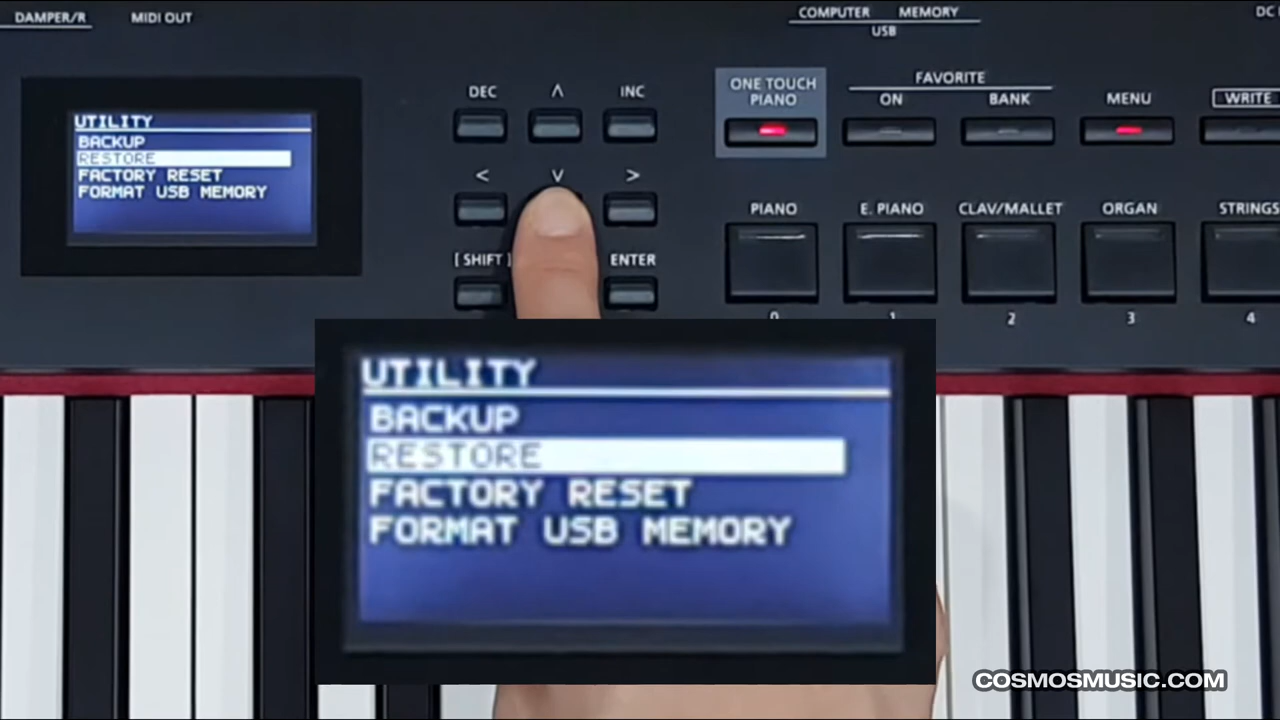 DAMPER/R MIDI OUT
COMPUTER MEMORY
USB
UTILITY
BACKUP
RESTORE
FACTORY RESET
FORMAT USB MEMORY
DEC ∧ INC
< ∨ >
[SHIFT] ENTER
ONE TOUCH
PIANO
FAVORITE
ON BANK
MENU
WRITE
PIANO E. PIANO CLAV/MALLET ORGAN STRINGS
0 1 2 3 4
UTILITY
BACKUP
RESTORE
FACTORY RESET
FORMAT USB MEMORY
COSMOSMUSIC.COM